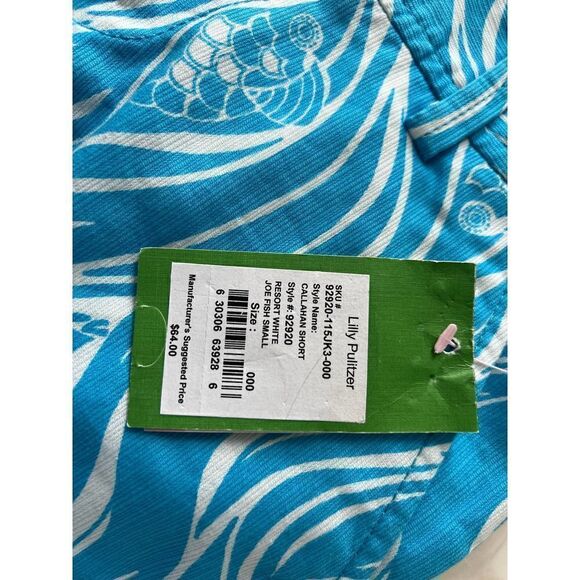 Lilly Pulitzer
SKU #
92920-115JK3-000
Style Name:
CALLAHAN SHORT
Style #: 92920
RESORT WHITE
JOE FISH SMALL
Size : 000
6 30306 63928 6
Manufacturer's Suggested Price
$64.00